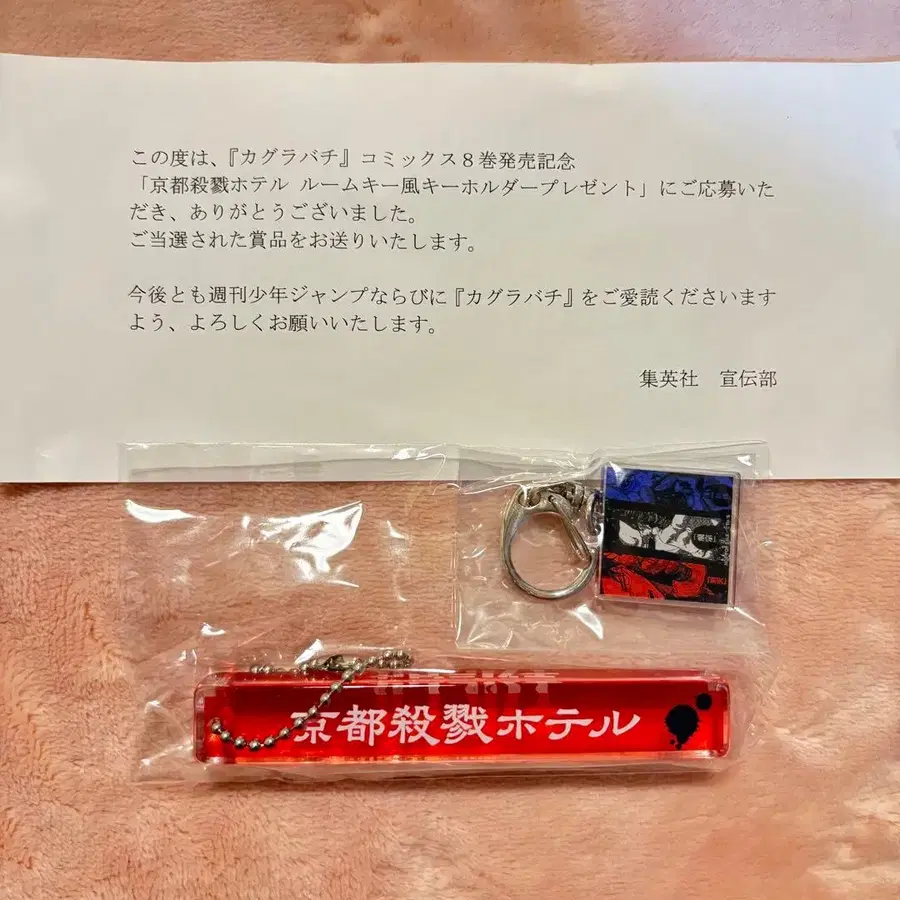 この度は、『カグラバチ』コミックス８巻発売記念
「京都殺戮ホテル ルームキー風キーホルダープレゼント」にご応募いた
だき、ありがとうございました。
ご当選された賞品をお送りいたします。
今後とも週刊少年ジャンプならびに『カグラバチ』をご愛読くださいます
よう、よろしくお願いいたします。
集英社　宣伝部
京都殺戮ホテル